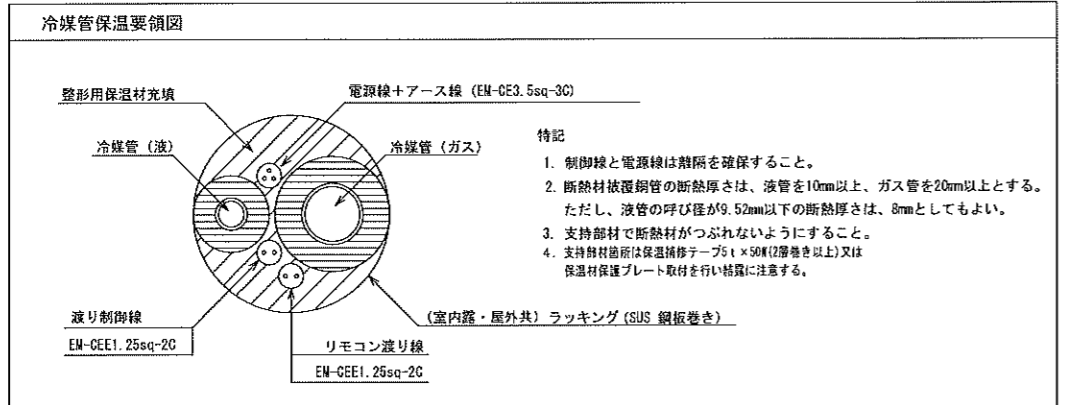 冷媒管保温要領図
整形用保温材充填
電源線+アース線 (EM-CE3.5sq-3C)
冷媒管 (液)
冷媒管 (ガス)
特記
1. 制御線と電源線は離隔を確保すること。
2. 断熱材被覆銅管の断熱厚さは、液管を10mm以上、ガス管を20mm以上とする。
ただし、液管の呼び径が9.52mm以下の断熱厚さは、8mmとしてもよい。
3. 支持部材で断熱材がつぶれないようにすること。
4. 支持部材箇所は保温補修テープ5t×50W(2層巻き以上)又は
保温材保護プレート取付を行い結露に注意する。
渡り制御線
EM-CEE1.25sq-2C
リモコン渡り線
EM-CEE1.25sq-2C
(室内露・屋外共) ラッキング (SUS 鋼板巻き)